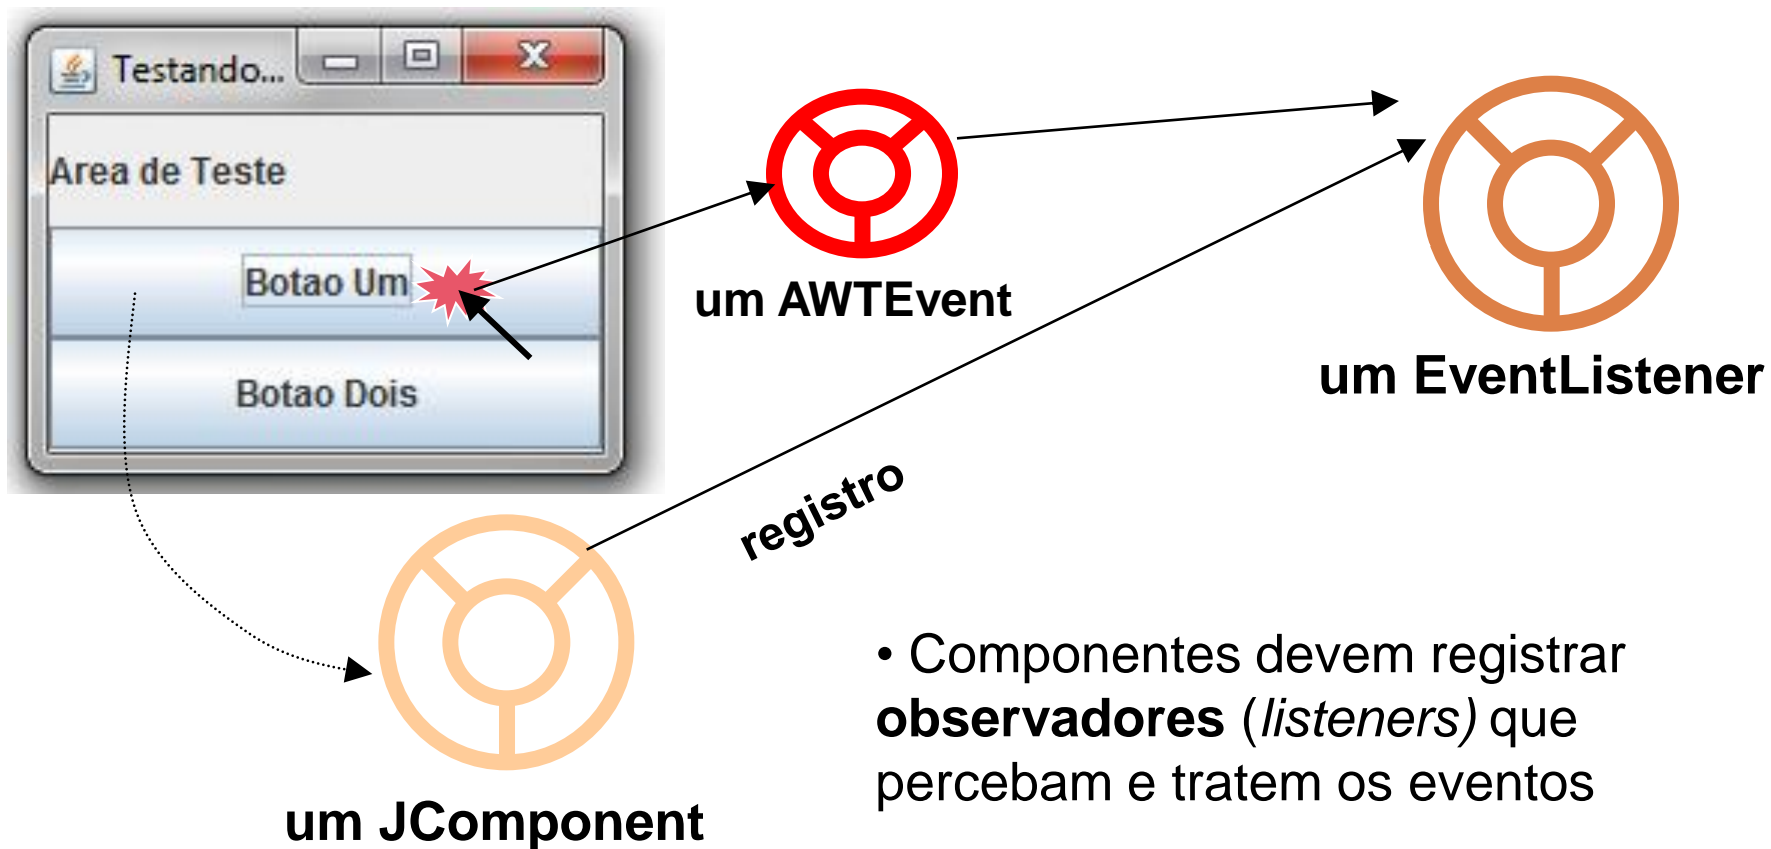 Testando...
Area de Teste
Botao Um
Botao Dois
um AWTEvent
um EventListener
registro
um JComponent
• Componentes devem registrar
observadores (listeners) que
percebam e tratem os eventos